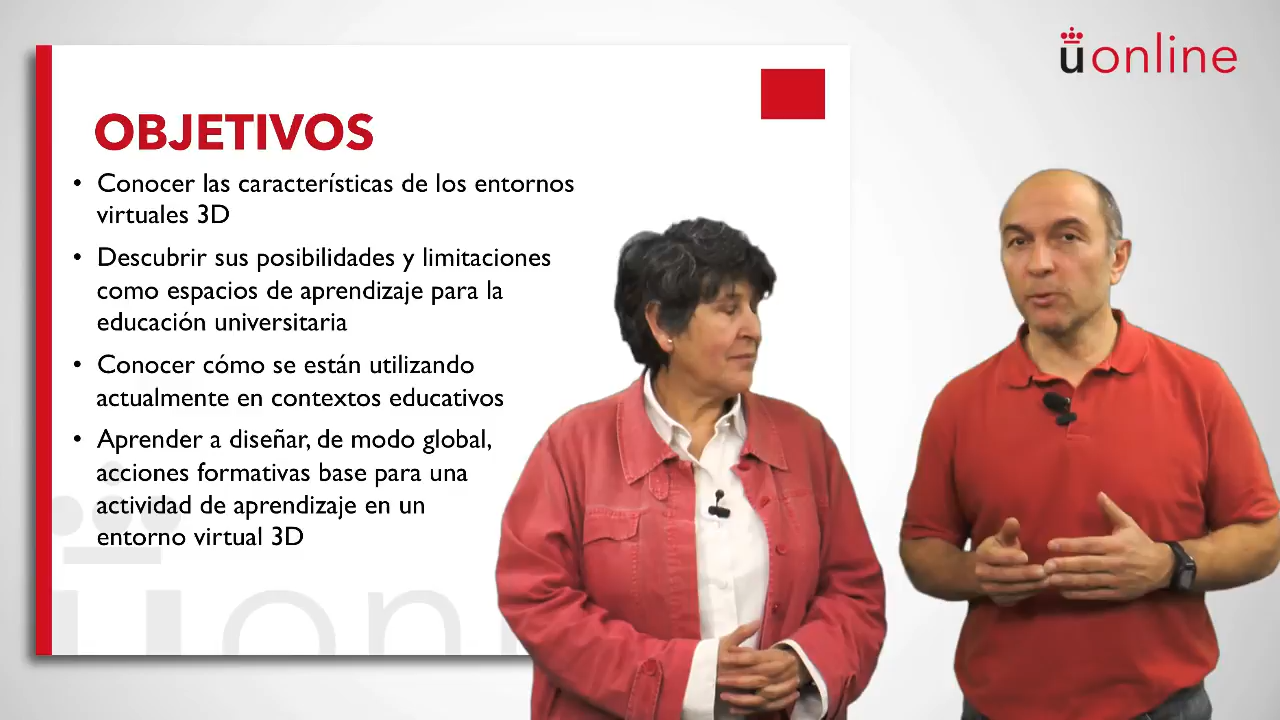 uonline
OBJETIVOS
• Conocer las características de los entornos
virtuales 3D
• Descubrir sus posibilidades y limitaciones
como espacios de aprendizaje para la
educación universitaria
• Conocer cómo se están utilizando
actualmente en contextos educativos
• Aprender a diseñar, de modo global,
acciones formativas base para una
actividad de aprendizaje en un
entorno virtual 3D
uon